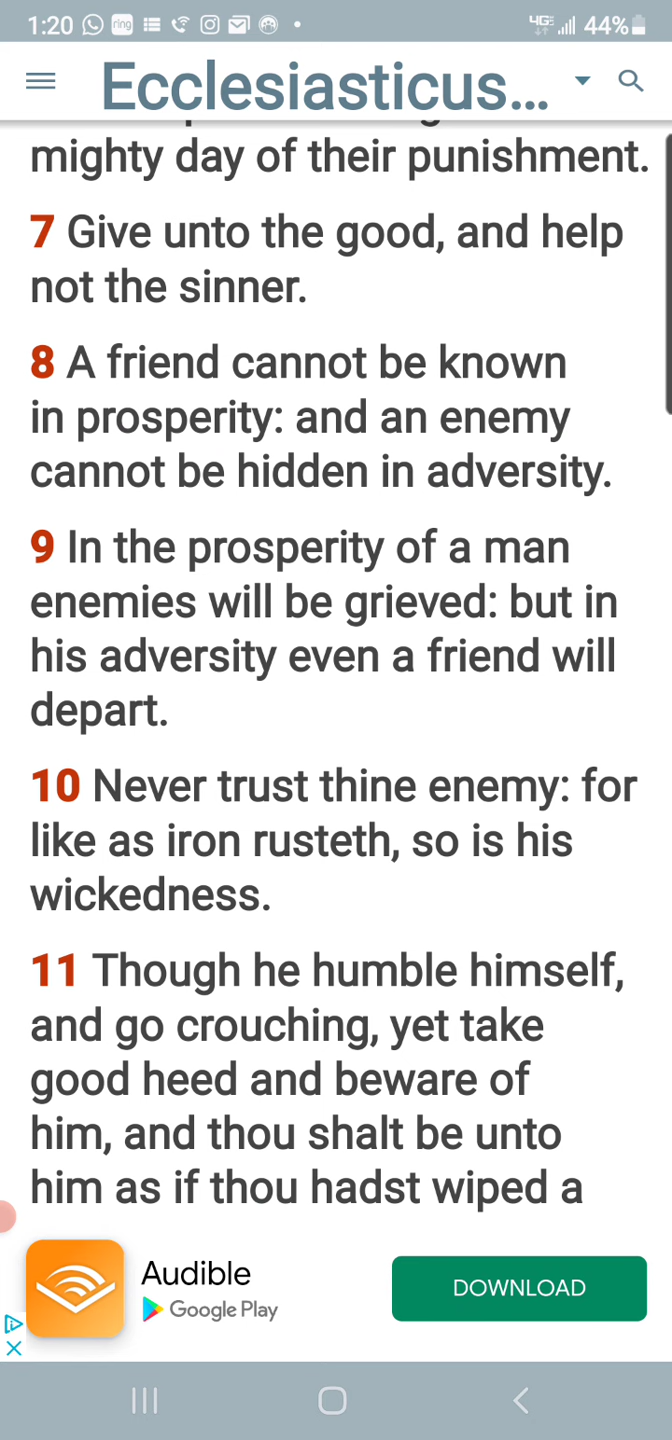 1:20 ring 4GE 44%
Ecclesiasticus...
mighty day of their punishment.
7 Give unto the good, and help
not the sinner.
8 A friend cannot be known
in prosperity: and an enemy
cannot be hidden in adversity.
9 In the prosperity of a man
enemies will be grieved: but in
his adversity even a friend will
depart.
10 Never trust thine enemy: for
like as iron rusteth, so is his
wickedness.
11 Though he humble himself,
and go crouching, yet take
good heed and beware of
him, and thou shalt be unto
him as if thou hadst wiped a
Audible
Google Play
DOWNLOAD